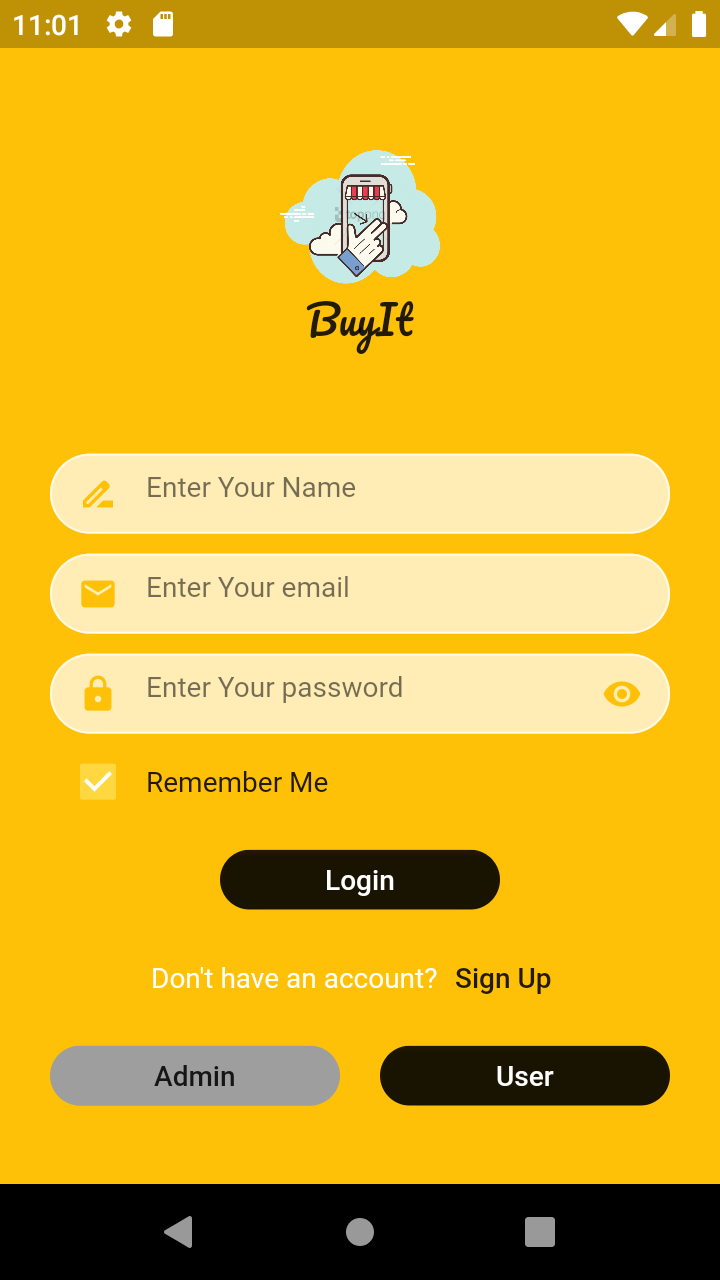 11:01
BuyIt
Enter Your Name
Enter Your email
Enter Your password
Remember Me
Login
Don't have an account? Sign Up
Admin User